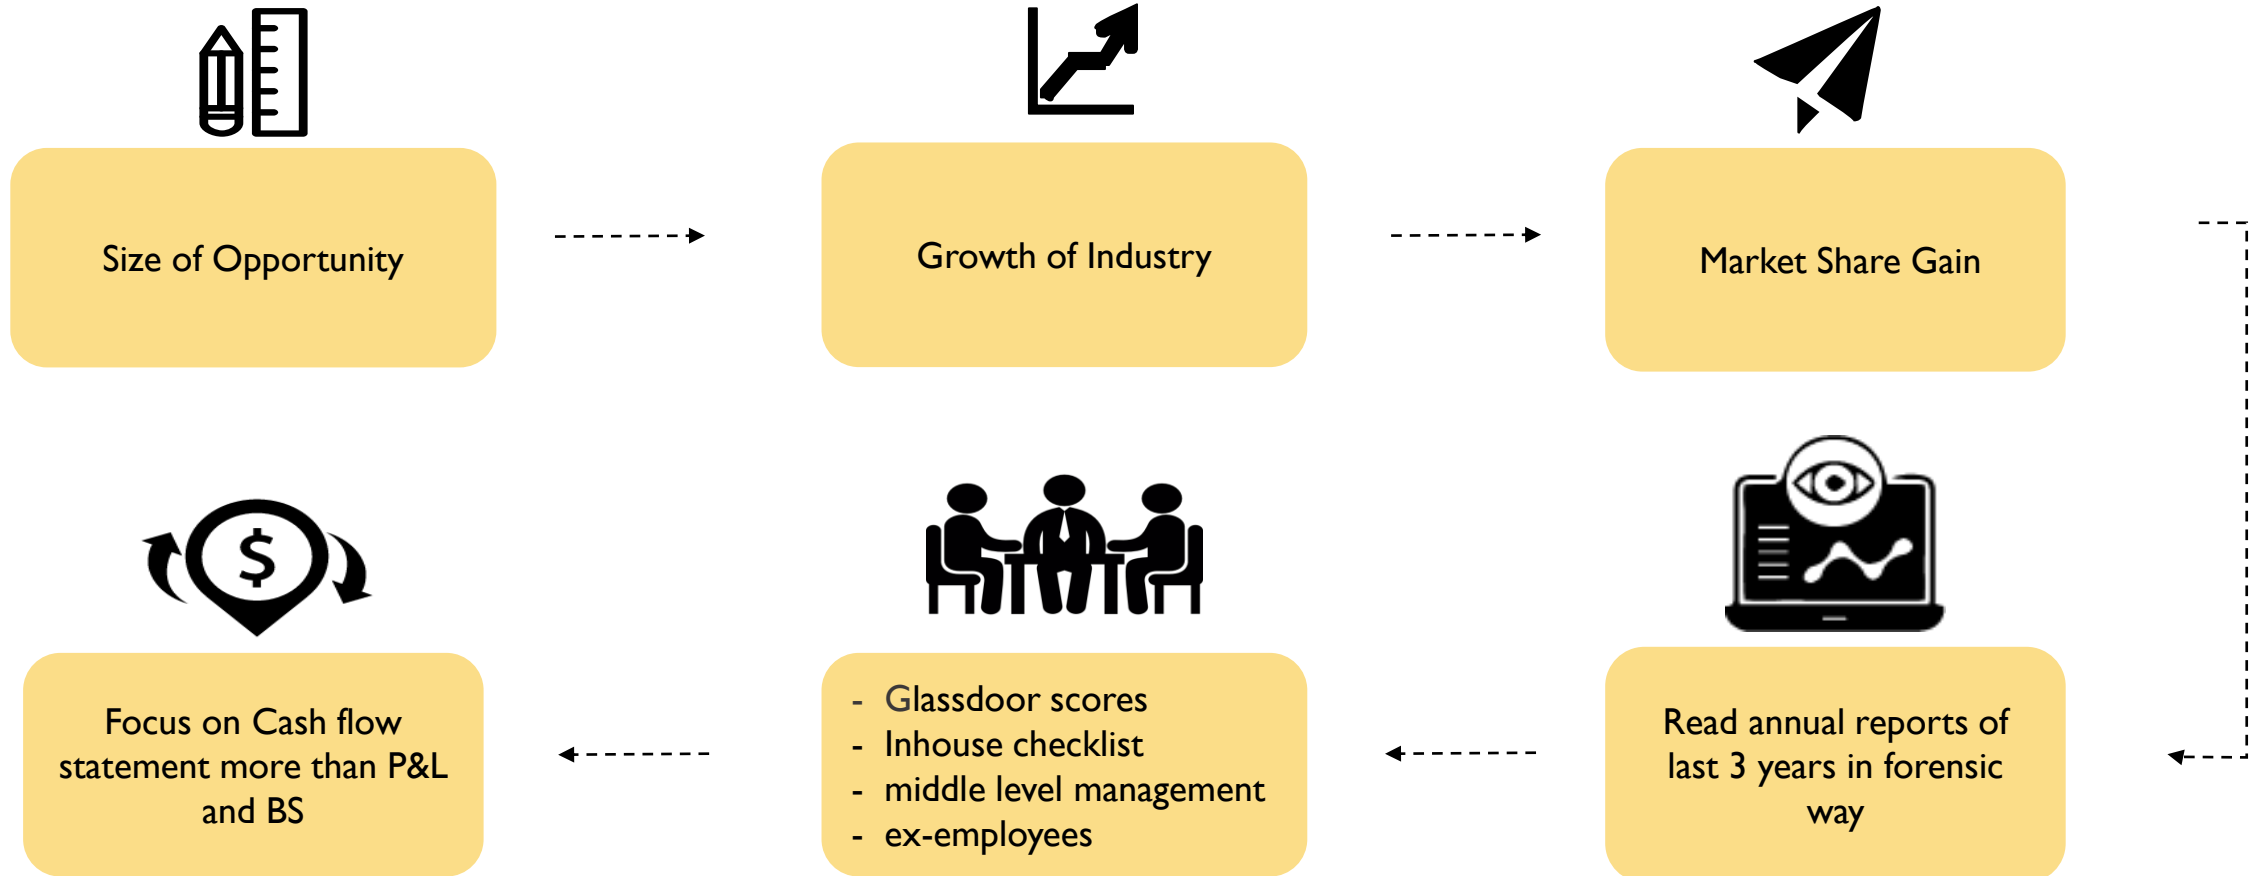 Size of Opportunity
Growth of Industry
Market Share Gain
$
Read annual reports of
last 3 years in forensic
way
- Glassdoor scores
- Inhouse checklist
- middle level management
- ex-employees
Focus on Cash flow
statement more than P&L
and BS